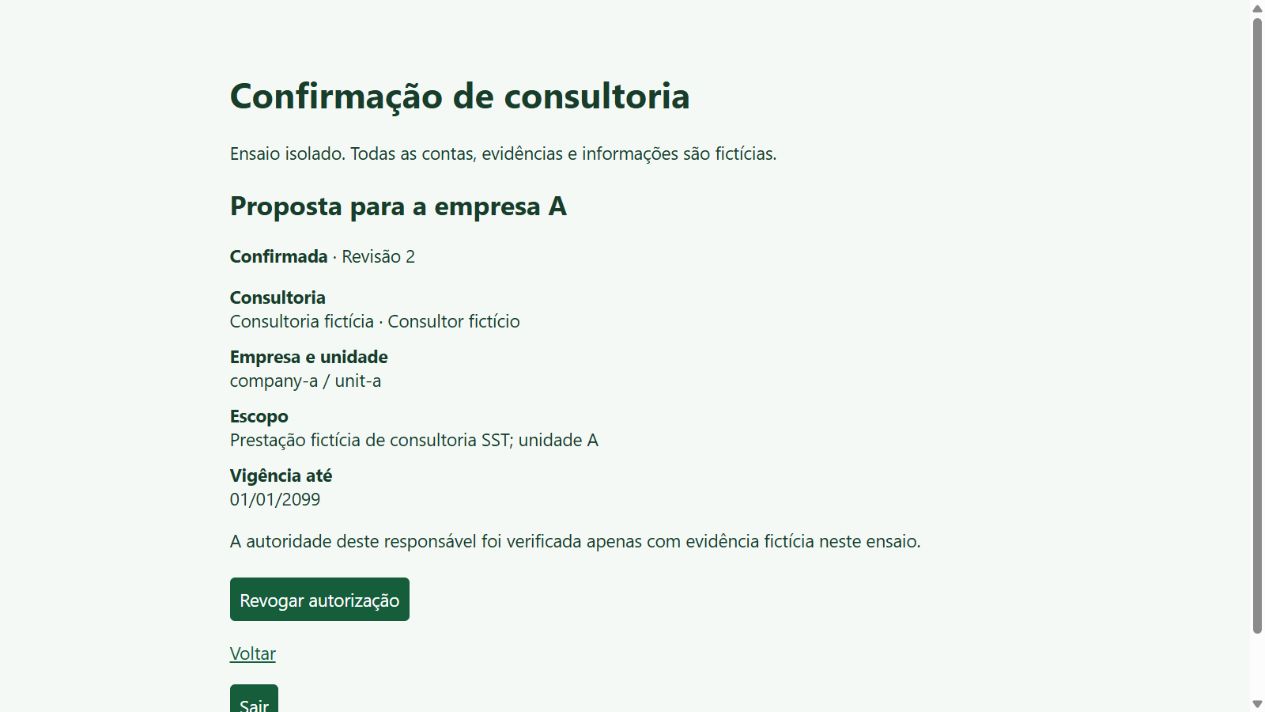 Confirmação de consultoria
Ensaio isolado. Todas as contas, evidências e informações são fictícias.
Proposta para a empresa A
Confirmada · Revisão 2
Consultoria
Consultoria fictícia · Consultor fictício
Empresa e unidade
company-a / unit-a
Escopo
Prestação fictícia de consultoria SST; unidade A
Vigência até
01/01/2099
A autoridade deste responsável foi verificada apenas com evidência fictícia neste ensaio.
Revogar autorização
Voltar
Sair